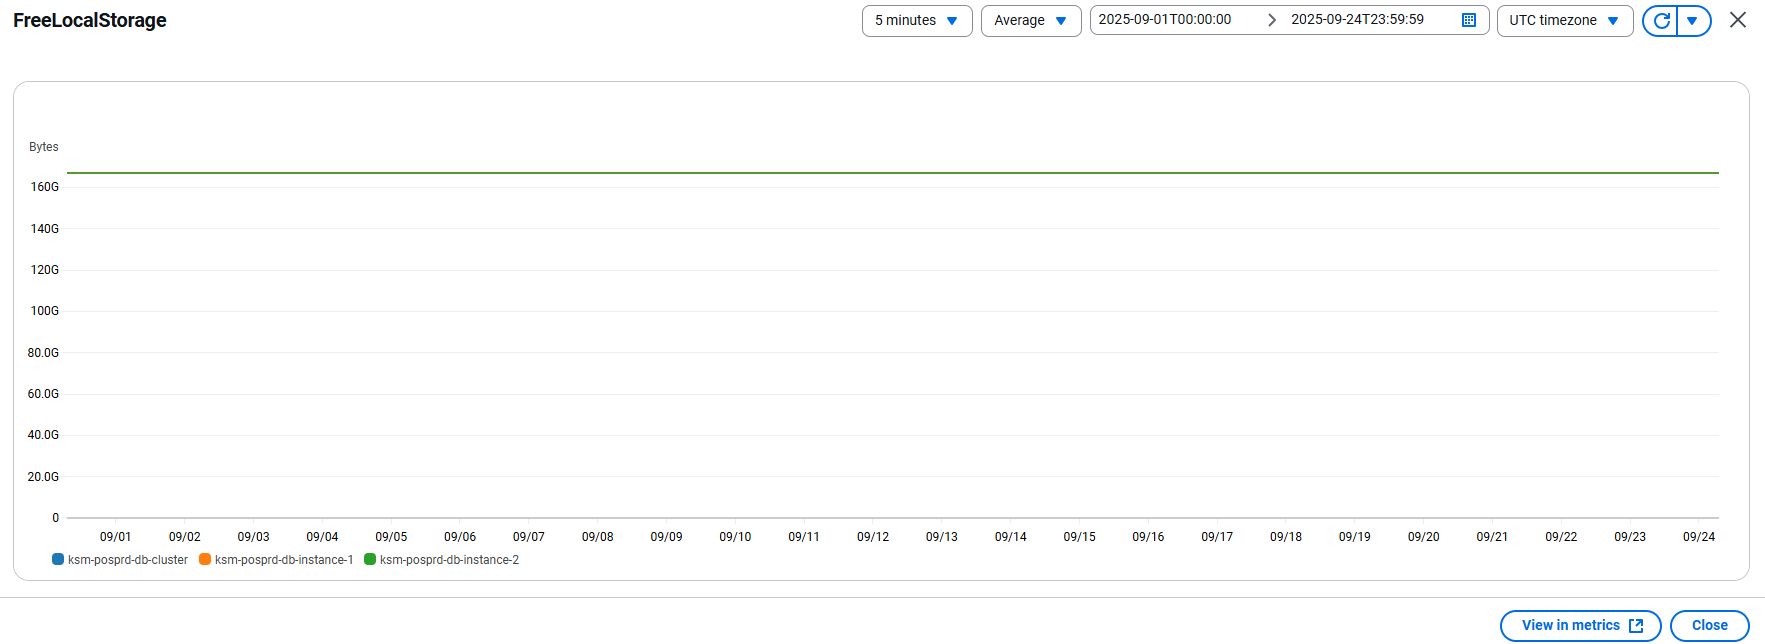 FreeLocalStorage
5 minutes Average 2025-09-01T00:00:00 2025-09-24T23:59:59 UTC timezone
Bytes
160G
140G
120G
100G
80.0G
60.0G
40.0G
20.0G
0
09/01 09/02 09/03 09/04 09/05 09/06 09/07 09/08 09/09 09/10 09/11 09/12 09/13 09/14 09/15 09/16 09/17 09/18 09/19 09/20 09/21 09/22 09/23 09/24
ksm-posprd-db-cluster ksm-posprd-db-instance-1 ksm-posprd-db-instance-2
View in metrics Close